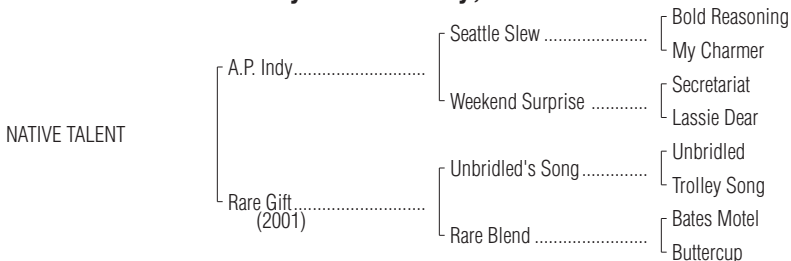 Bold Reasoning
Seattle Slew ........................
My Charmer
A.P. Indy..............................
Secretariat
Weekend Surprise .............
Lassie Dear
NATIVE TALENT
Unbridled
Unbridled's Song...............
Trolley Song
Rare Gift..............................
(2001)
Bates Motel
Rare Blend ..........................
Buttercup